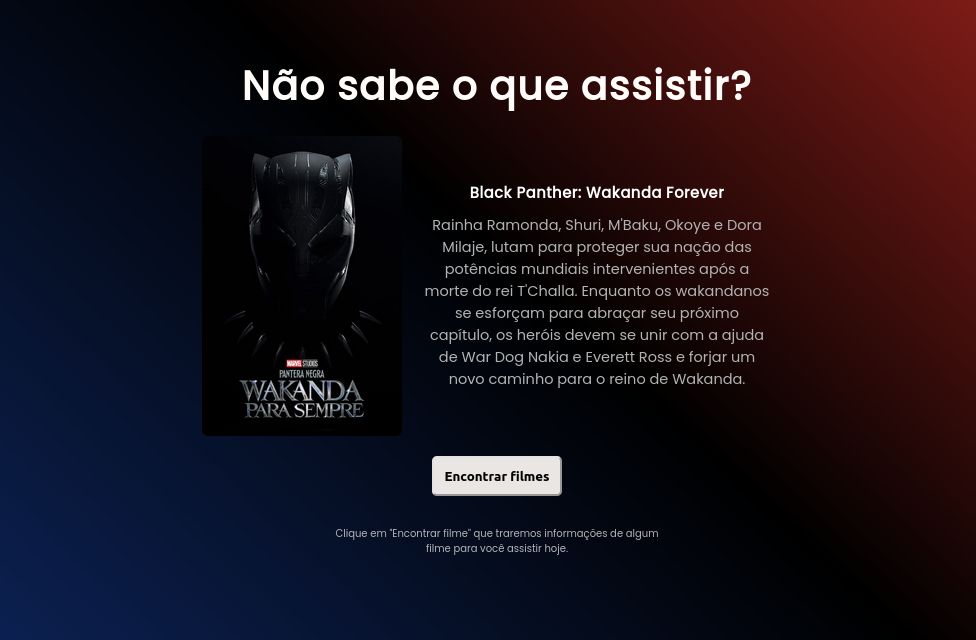 Não sabe o que assistir?
MARVEL STUDIOS
PANTERA NEGRA
WAKANDA
PARA SEMPRE
Black Panther: Wakanda Forever
Rainha Ramonda, Shuri, M'Baku, Okoye e Dora
Milaje, lutam para proteger sua nação das
potências mundiais intervenientes após a
morte do rei T'Challa. Enquanto os wakandanos
se esforçam para abraçar seu próximo
capítulo, os heróis devem se unir com a ajuda
de War Dog Nakia e Everett Ross e forjar um
novo caminho para o reino de Wakanda.
Encontrar filmes
Clique em "Encontrar filme" que traremos informações de algum
filme para você assistir hoje.